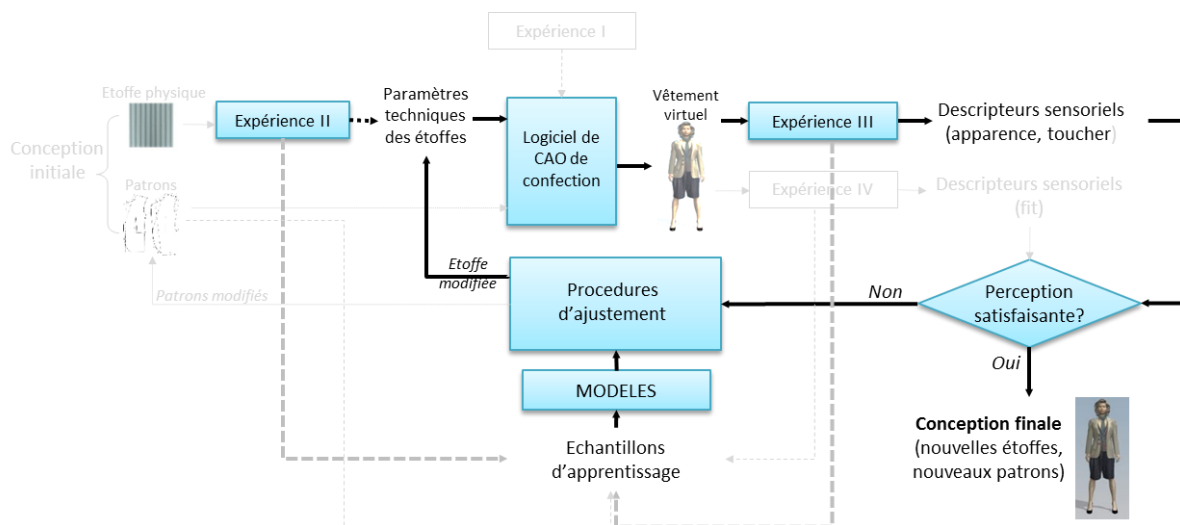 Expérience I
Etoffe physique
Expérience II
Paramètres
techniques
des étoffes
Logiciel de
CAO de
confection
Vêtement
virtuel
Expérience III
Descripteurs sensoriels
(apparence, toucher)
Conception
initiale
Patrons
Expérience IV
Descripteurs sensoriels
(fit)
Etoffe
modifiée
Patrons modifiés
Procedures
d’ajustement
Non
Perception
satisfaisante?
Oui
MODELES
Echantillons
d’apprentissage
Conception finale
(nouvelles étoffes,
nouveaux patrons)